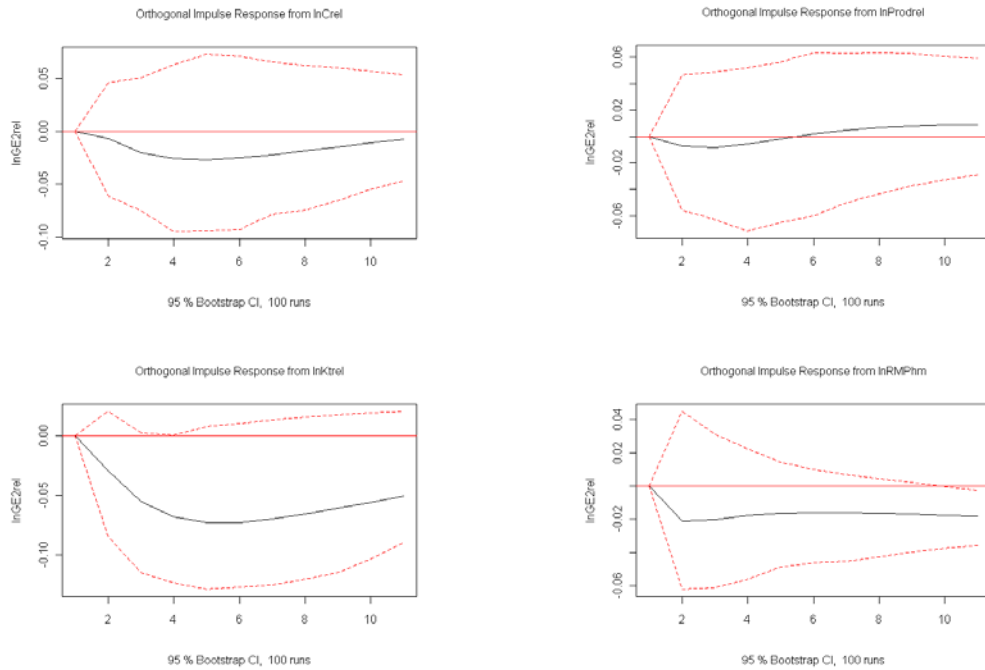 Orthogonal Impulse Response from lnCrel
lnGE2rel
0.05
0.00
-0.05
-0.10
2 4 6 8 10
95 % Bootstrap CI, 100 runs
Orthogonal Impulse Response from lnProdrel
lnGE2rel
0.06
0.02
-0.02
-0.06
2 4 6 8 10
95 % Bootstrap CI, 100 runs
Orthogonal Impulse Response from lnKtrel
lnGE2rel
0.00
-0.05
-0.10
2 4 6 8 10
95 % Bootstrap CI, 100 runs
Orthogonal Impulse Response from lnRMPhm
lnGE2rel
0.04
0.02
-0.02
-0.06
2 4 6 8 10
95 % Bootstrap CI, 100 runs